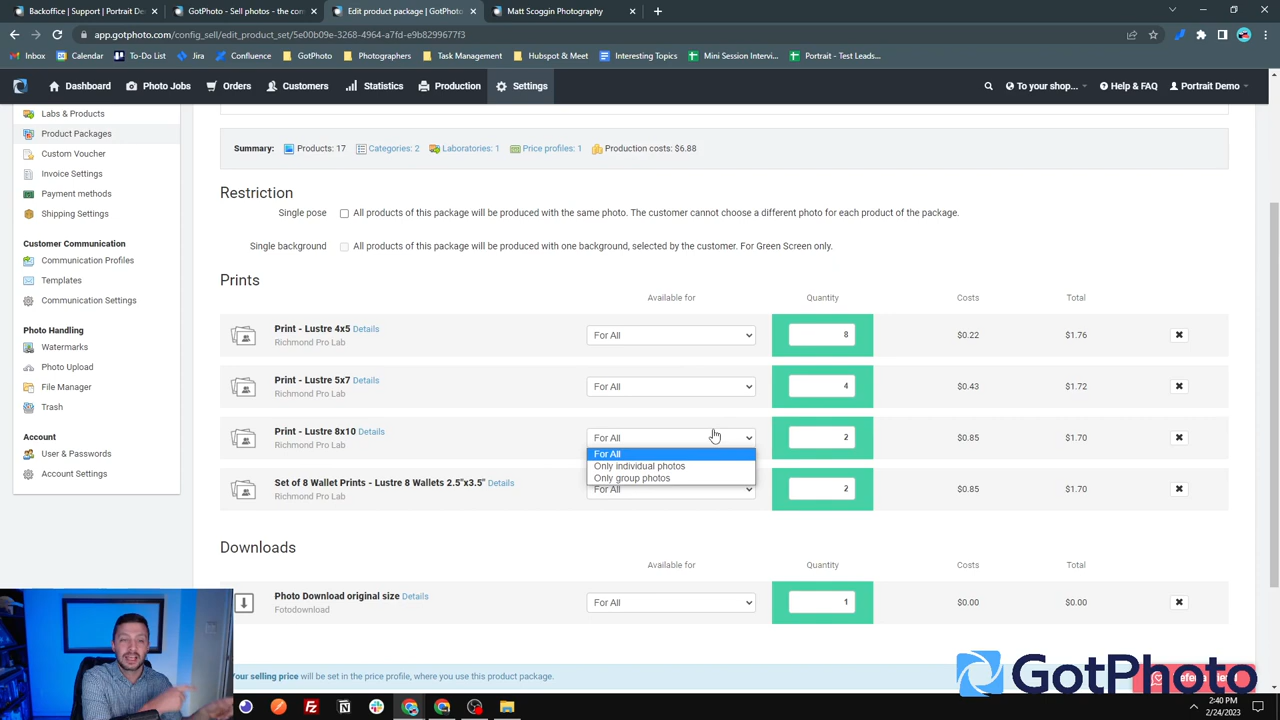 Backoffice | Support | Portrait De
GotPhoto - Sell photos - the con
Edit product package | GotPhoto
Matt Scoggin Photography
app.gotphoto.com/config_sell/edit_product_set/5e00b09e-3268-4964-a7fd-e9b8299677f3
Inbox
Calendar
To-Do List
Jira
Confluence
GotPhoto
Photographers
Task Management
Hubspot & Meet
Interesting Topics
Mini Session Intervi...
Portrait - Test Leads...
Dashboard
Photo Jobs
Orders
Customers
Statistics
Production
Settings
To your shop...
Help & FAQ
Portrait Demo
Labs & Products
Product Packages
Custom Voucher
Invoice Settings
Payment methods
Shipping Settings
Customer Communication
Communication Profiles
Templates
Communication Settings
Photo Handling
Watermarks
Photo Upload
File Manager
Trash
Account
User & Passwords
Account Settings
Summary: Products: 17 Categories: 2 Laboratories: 1 Price profiles: 1 Production costs: $6.88
Restriction
Single pose All products of this package will be produced with the same photo. The customer cannot choose a different photo for each product of the package.
Single background All products of this package will be produced with one background, selected by the customer. For Green Screen only.
Prints
Available for Quantity Costs Total
Print - Lustre 4x5 Details
Richmond Pro Lab
For All 8 $0.22 $1.76
Print - Lustre 5x7 Details
Richmond Pro Lab
For All 4 $0.43 $1.72
Print - Lustre 8x10 Details
Richmond Pro Lab
For All 2 $0.85 $1.70
For All
Only individual photos
Only group photos
Set of 8 Wallet Prints - Lustre 8 Wallets 2.5"x3.5" Details
Richmond Pro Lab
For All 2 $0.85 $1.70
Downloads
Available for Quantity Costs Total
Photo Download original size Details
Fotodownload
For All 1 $0.00 $0.00
Your selling price will be set in the price profile, where you use this product package.
GotPhoto
2:40 PM
2/24/2023